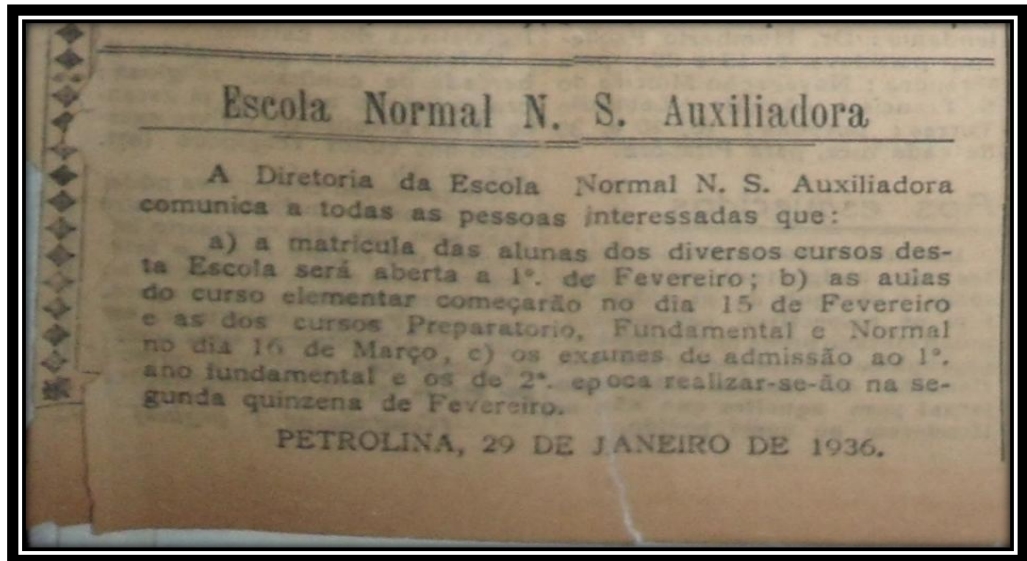 Escola Normal N. S. Auxiliadora
A Diretoria da Escola Normal N. S. Auxiliadora
comunica a todas as pessoas interessadas que:
a) a matricula das alunas dos diversos cursos des-
ta Escola será aberta a 1º. de Fevereiro; b) as aulas
do curso elementar começarão no dia 15 de Fevereiro
e as dos cursos Preparatorio, Fundamental e Normal
no dia 16 de Março, c) os exames de admissão ao 1º.
ano fundamental e os de 2ª. epoca realizar-se-ão na se-
gunda quinzena de Fevereiro.
PETROLINA, 29 DE JANEIRO DE 1936.